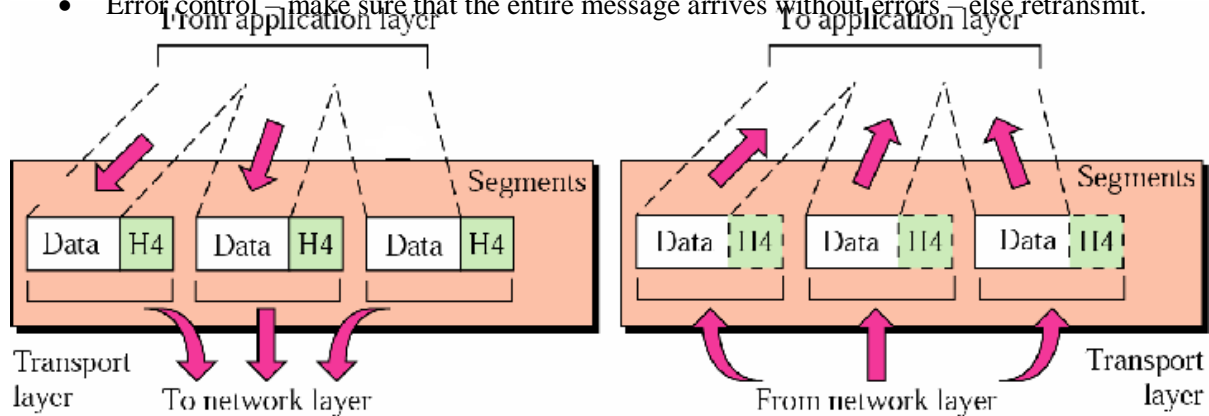 • Error control – make sure that the entire message arrives without errors – else retransmit.
From application layer
To application layer
Segments
Data H4 Data H4 Data H4
Transport
layer
To network layer
Segments
Data H4 Data H4 Data H4
From network layer
Transport
layer